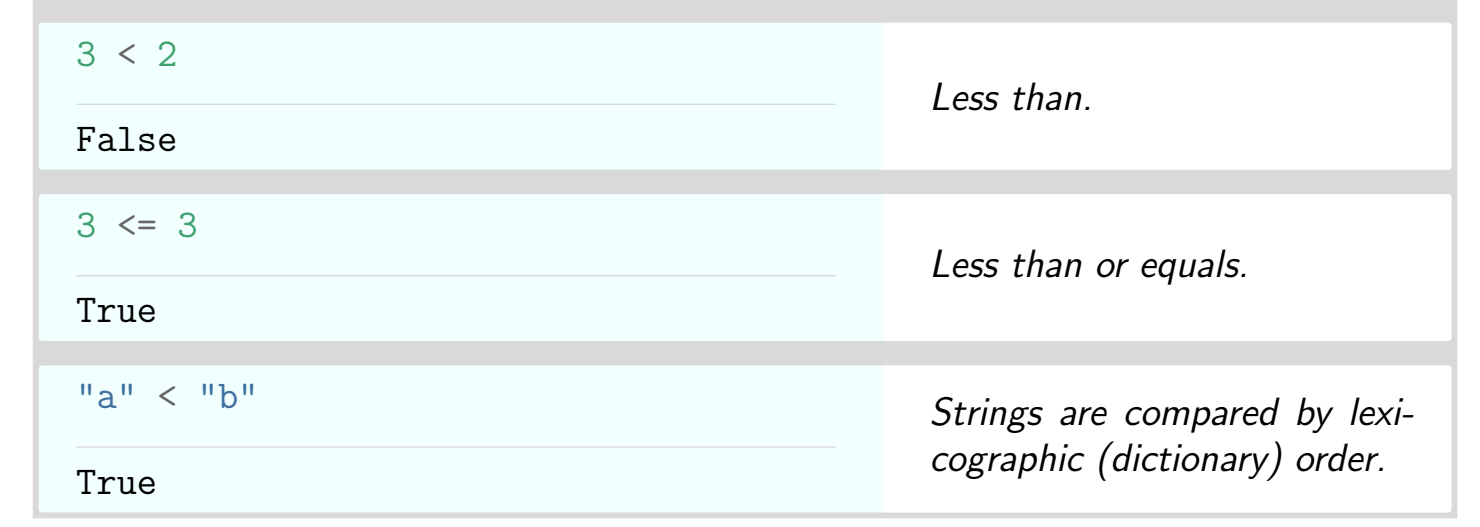 3 < 2
False
Less than.
3 <= 3
True
Less than or equals.
"a" < "b"
True
Strings are compared by lexi-
cographic (dictionary) order.